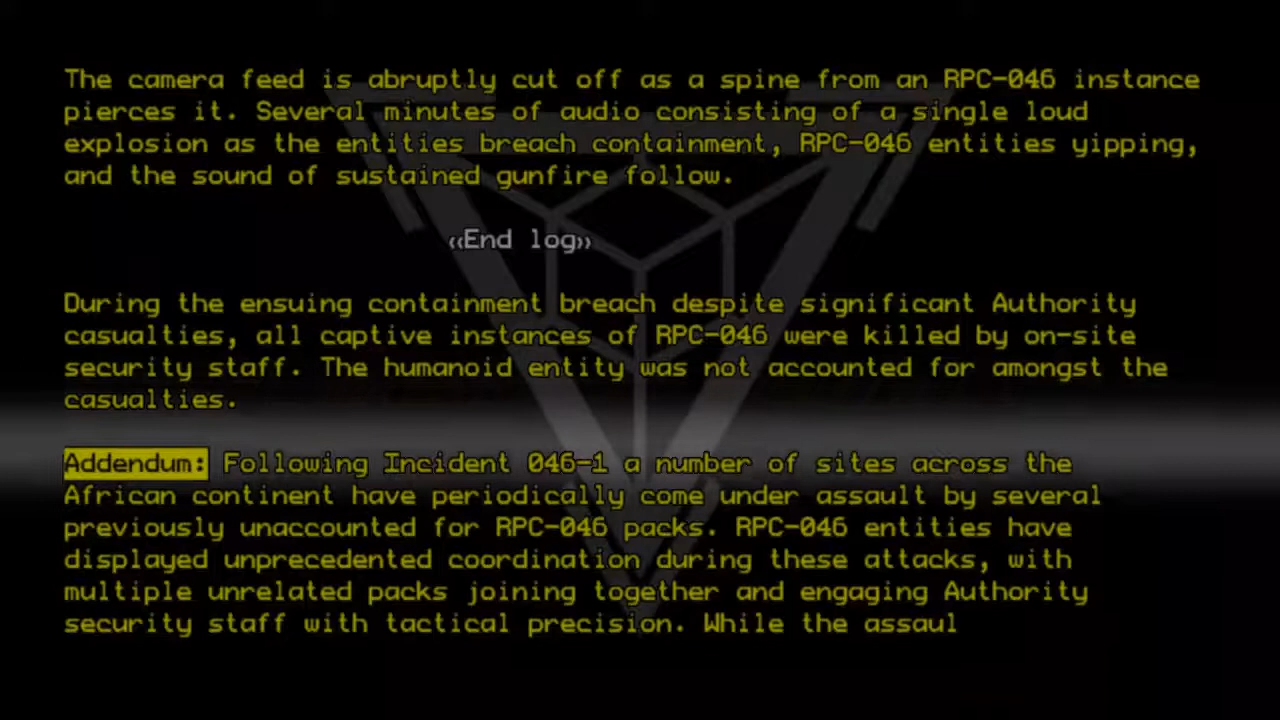 The camera feed is abruptly cut off as a spine from an RPC-046 instance
pierces it. Several minutes of audio consisting of a single loud
explosion as the entities breach containment, RPC-046 entities yipping,
and the sound of sustained gunfire follow.
«End log»
During the ensuing containment breach despite significant Authority
casualties, all captive instances of RPC-046 were killed by on-site
security staff. The humanoid entity was not accounted for amongst the
casualties.
Addendum: Following Incident 046-1 a number of sites across the
African continent have periodically come under assault by several
previously unaccounted for RPC-046 packs. RPC-046 entities have
displayed unprecedented coordination during these attacks, with
multiple unrelated packs joining together and engaging Authority
security staff with tactical precision. While the assaul